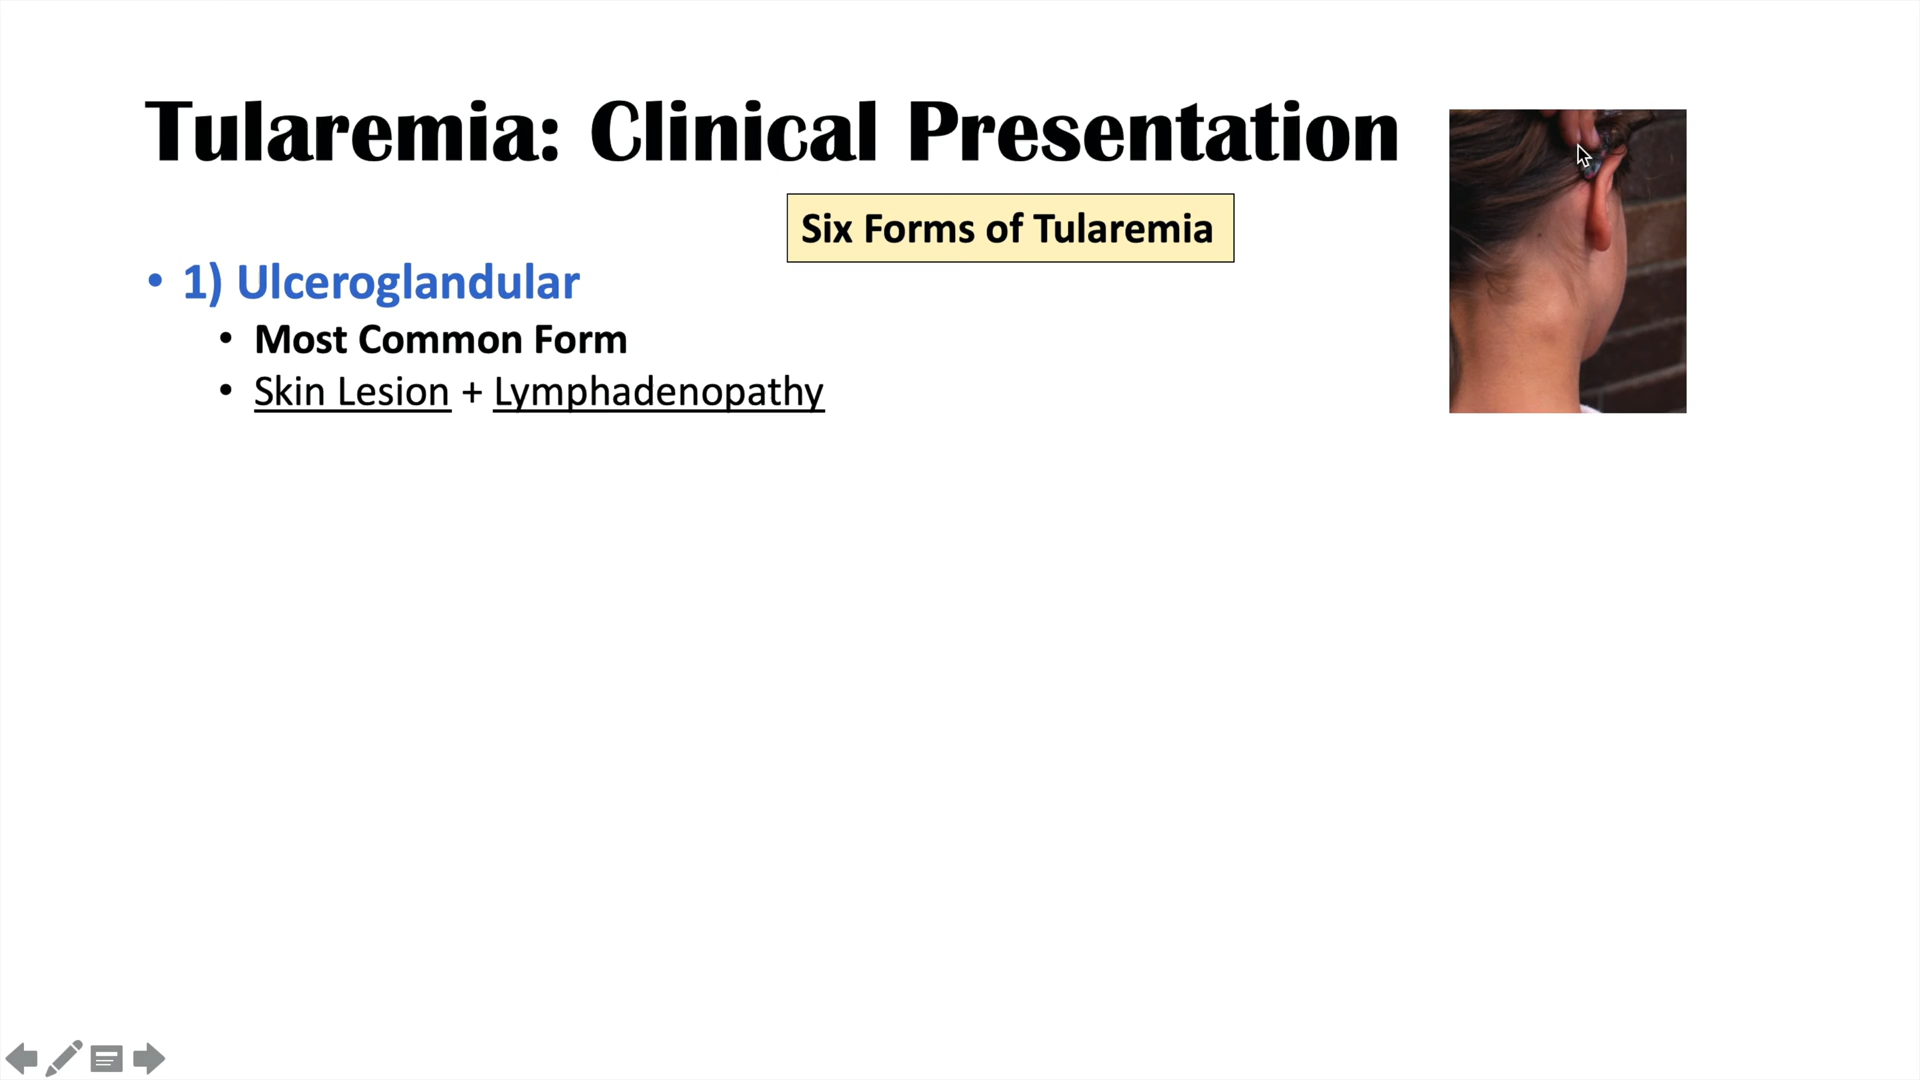 Tularemia: Clinical Presentation
Six Forms of Tularemia
• 1) Ulceroglandular
• Most Common Form
• Skin Lesion + Lymphadenopathy